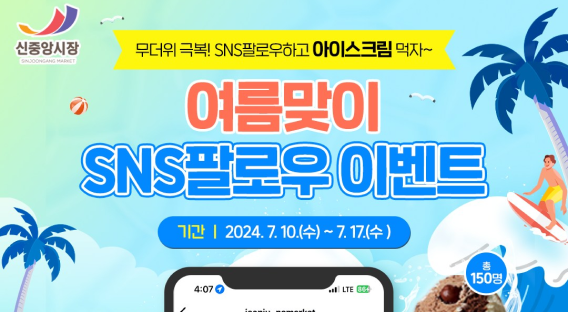 신중앙시장
SINJOONGANG MARKET
무더위 극복! SNS팔로우하고 아이스크림 먹자~
여름맞이
SNS팔로우 이벤트
기간 | 2024. 7. 10.(수) ~ 7. 17.(수 )
총
150명
4:07
LTE